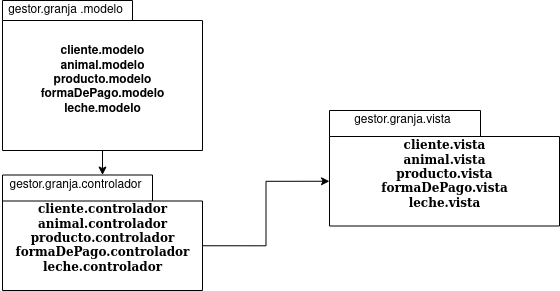 gestor.granja .modelo
cliente.modelo
animal.modelo
producto.modelo
formaDePago.modelo
leche.modelo
gestor.granja.controlador
cliente.controlador
animal.controlador
producto.controlador
formaDePago.controlador
leche.controlador
gestor.granja.vista
cliente.vista
animal.vista
producto.vista
formaDePago.vista
leche.vista